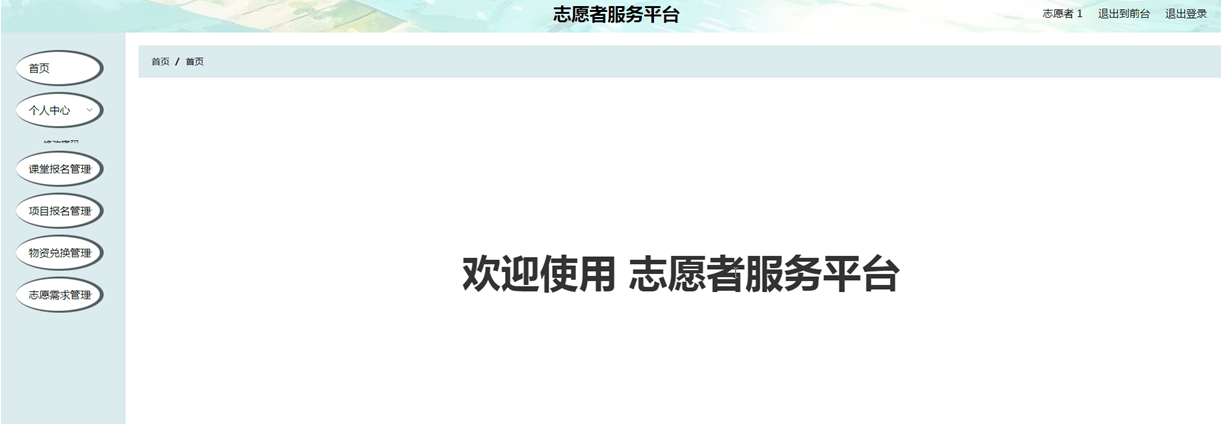 志愿者服务平台
志愿者 1 退出到前台 退出登录
首页
个人中心
课堂报名管理
项目报名管理
物资兑换管理
志愿需求管理
首页 / 首页
欢迎使用 志愿者服务平台